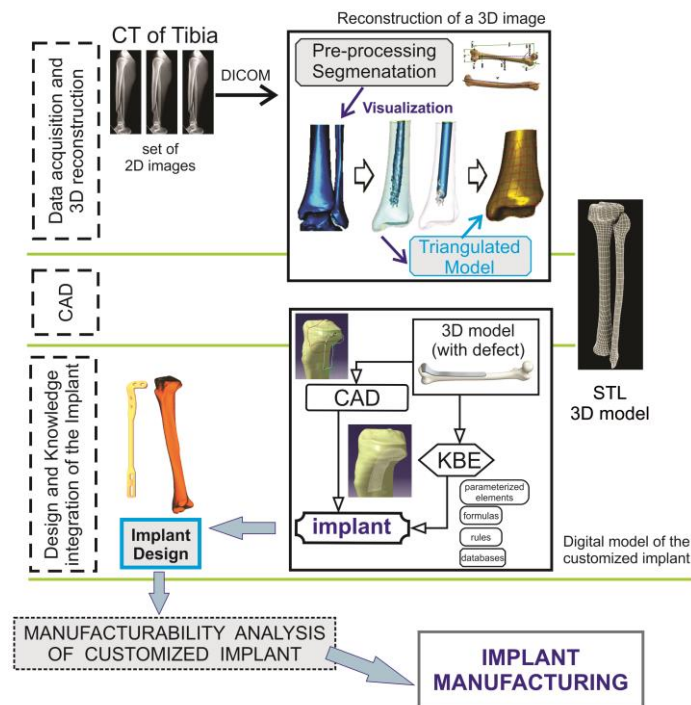 Reconstruction of a 3D image
CT of Tibia
DICOM
set of
2D images
Data acquisition and
3D reconstruction
Pre-processing
Segmenatation
Visualization
Triangulated
Model
CAD
STL
3D model
Design and Knowledge
integration of the Implant
3D model
(with defect)
CAD
KBE
parameterized
elements
formulas
rules
databases
implant
Implant
Design
Digital model of the
customized implant
MANUFACTURABILITY ANALYSIS
OF CUSTOMIZED IMPLANT
IMPLANT
MANUFACTURING